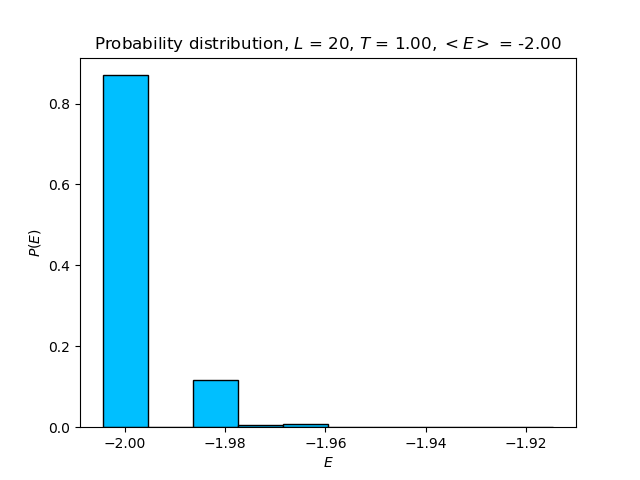 Probability distribution, L = 20, T = 1.00, < E > = -2.00
0.8
0.6
0.4
0.2
0.0
P(E)
−2.00 −1.98 −1.96 −1.94 −1.92
E